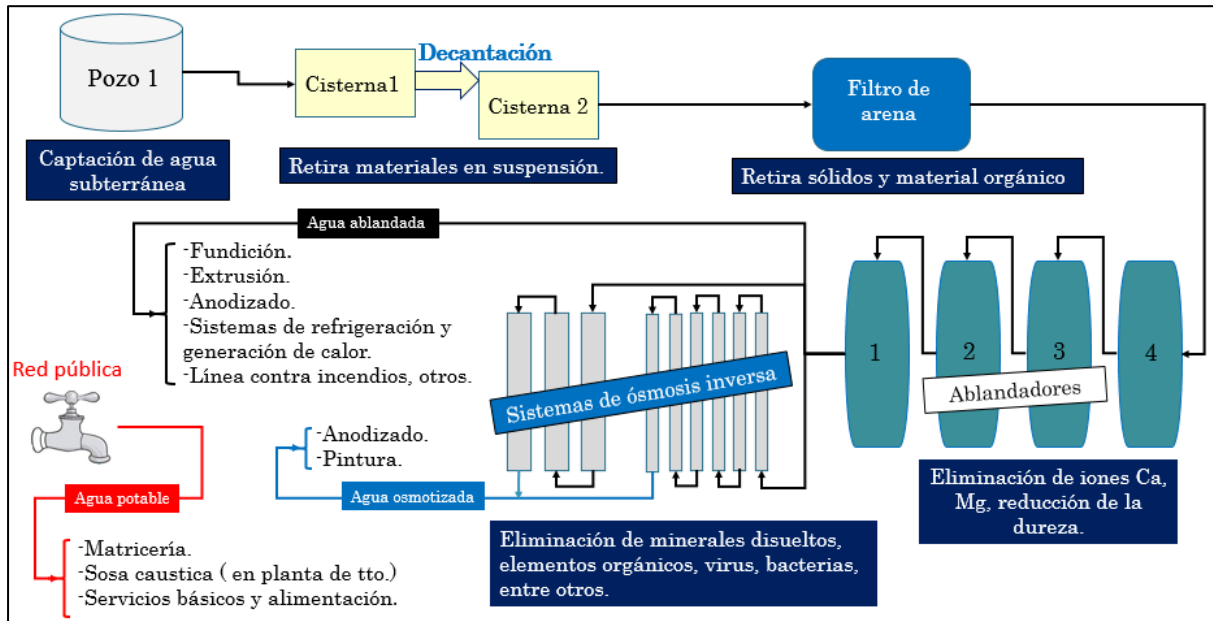 Pozo 1
Captación de agua
subterránea
Cisterna1
Decantación
Cisterna 2
Retira materiales en suspensión.
Filtro de
arena
Retira sólidos y material orgánico
Agua ablandada
-Fundición.
-Extrusión.
-Anodizado.
-Sistemas de refrigeración y
generación de calor.
-Línea contra incendios, otros.
Sistemas de ósmosis inversa
1
2
3
4
Ablandadores
Eliminación de iones Ca,
Mg, reducción de la
dureza.
Red pública
Agua potable
-Matricería.
-Sosa caustica ( en planta de tto.)
-Servicios básicos y alimentación.
-Anodizado.
-Pintura.
Agua osmotizada
Eliminación de minerales disueltos,
elementos orgánicos, virus, bacterias,
entre otros.